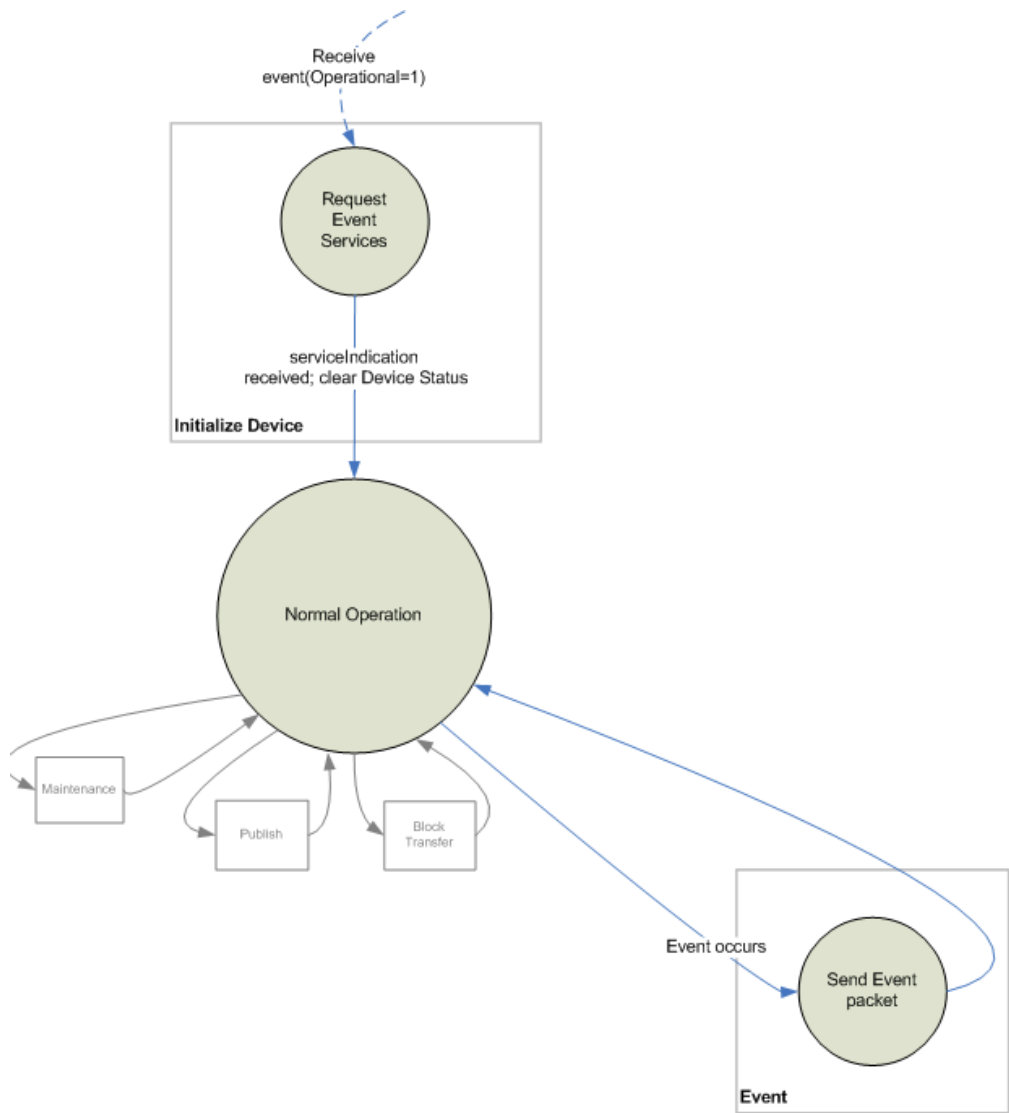 Receive
event(Operational=1)
Request
Event
Services
serviceIndication
received; clear Device Status
Initialize Device
Normal Operation
Maintenance
Publish
Block
Transfer
Event occurs
Send Event
packet
Event